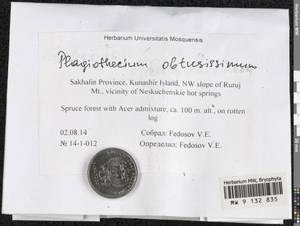 Herbarium Universitatis Mosquensis
Plagiothecium obtusissimum
Sakhalin Province, Kunashir Island, NW slope of Ruruj
Mt., vicinity of Neskuchenskie hot springs
Spruce forest with Acer admixture, ca. 100 m. alt., on rotten
log
02.08.14
Собрал: Fedosov V.E.
№ 14-1-012
Определил: Fedosov V.E.
Herbarium MW, Bryophyta
MW 9 132 835